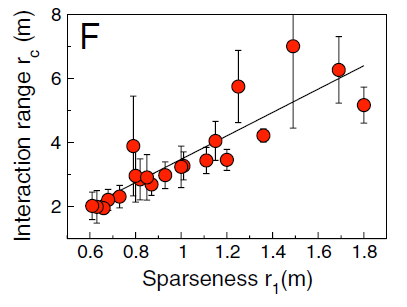 F
Interaction range r_c (m)
8
6
4
2
0.6 0.8 1 1.2 1.4 1.6 1.8
Sparseness r_1(m)